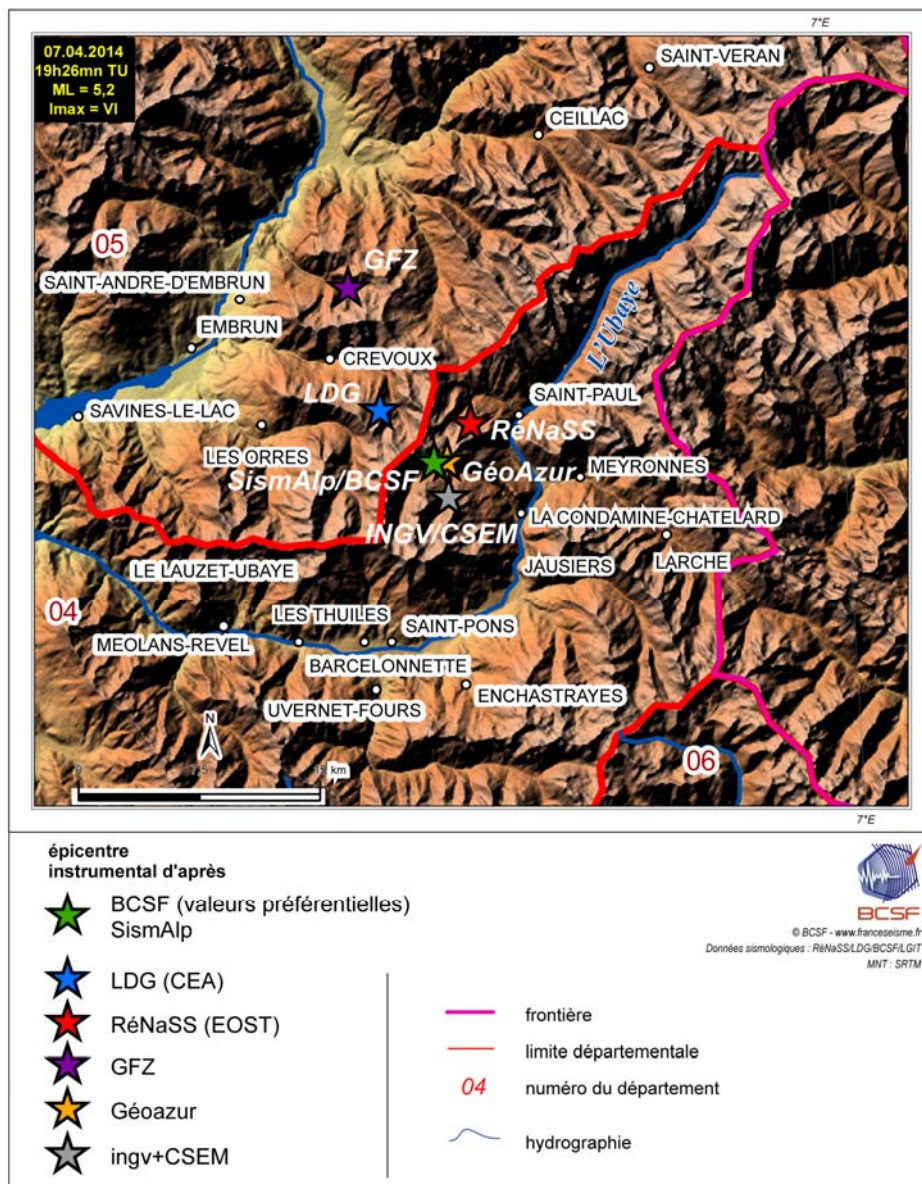 7°E
07.04.2014
19h26mn TU
ML = 5,2
Imax = VI
SAINT-VERAN
CEILLAC
05
GFZ
SAINT-ANDRE-D'EMBRUN
L'Ubaye
EMBRUN
CREVOUX
LDG
SAINT-PAUL
SAVINES-LE-LAC
RéNaSS
LES ORRES
SismAlp/BCSF
GéoAzur
MEYRONNES
INGV/CSEM
LA CONDAMINE-CHATELARD
LE LAUZET-UBAYE
JAUSIERS
LARCHE
04
LES THUILES
SAINT-PONS
MEOLANS-REVEL
BARCELONNETTE
ENCHASTRAYES
UVERNET-FOURS
N
06
0 7.5 15 km
7°E
épicentre
instrumental d'après
BCSF (valeurs préférentielles)
SismAlp
LDG (CEA)
RéNaSS (EOST)
GFZ
Géoazur
ingv+CSEM
BCSF
© BCSF - www.franceseisme.fr
Données sismologiques : RéNaSS/LDG/BCSF/LGIT
MNT : SRTM
frontière
limite départementale
04 numéro du département
hydrographie